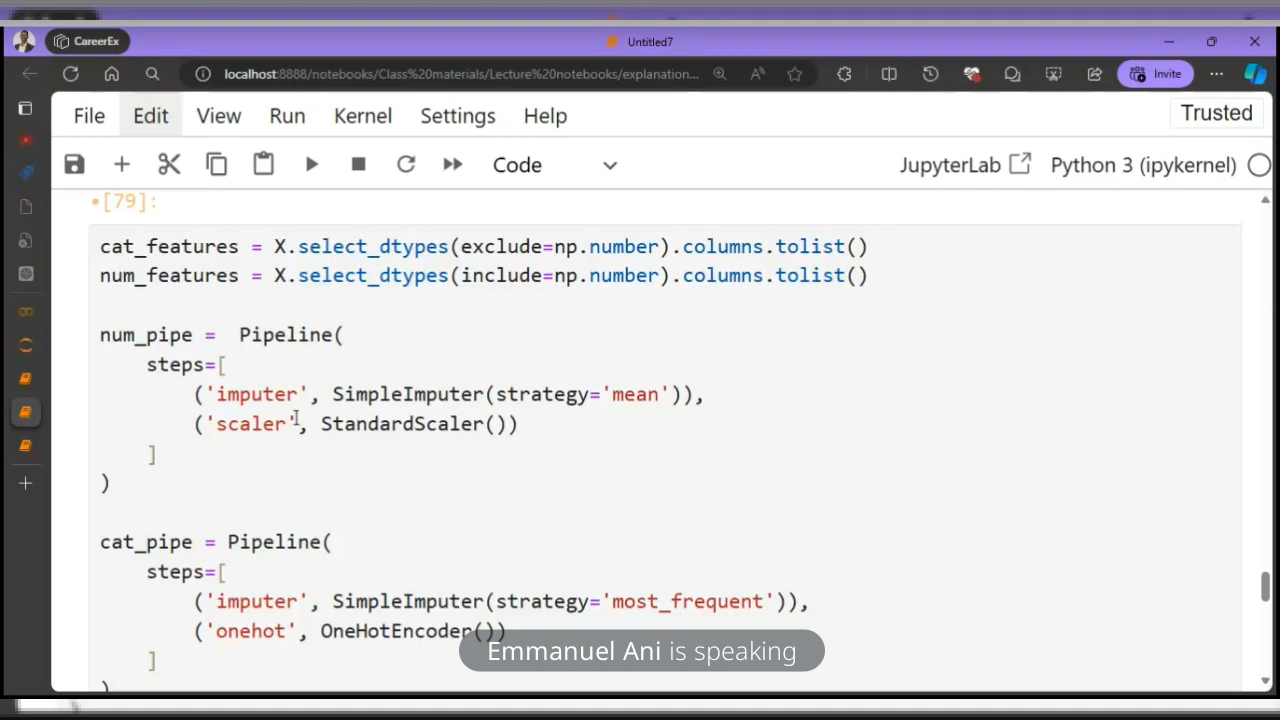 CareerEx
Untitled7
localhost:8888/notebooks/Class%20materials/Lecture%20notebooks/explanation...
Invite
File Edit View Run Kernel Settings Help
Trusted
Code
JupyterLab
Python 3 (ipykernel)
•[79]:
cat_features = X.select_dtypes(exclude=np.number).columns.tolist()
num_features = X.select_dtypes(include=np.number).columns.tolist()
num_pipe =  Pipeline(
steps=[
('imputer', SimpleImputer(strategy='mean')),
('scaler', StandardScaler())
]
)
cat_pipe = Pipeline(
steps=[
('imputer', SimpleImputer(strategy='most_frequent')),
('onehot', OneHotEncoder())
]
)
Emmanuel Ani is speaking